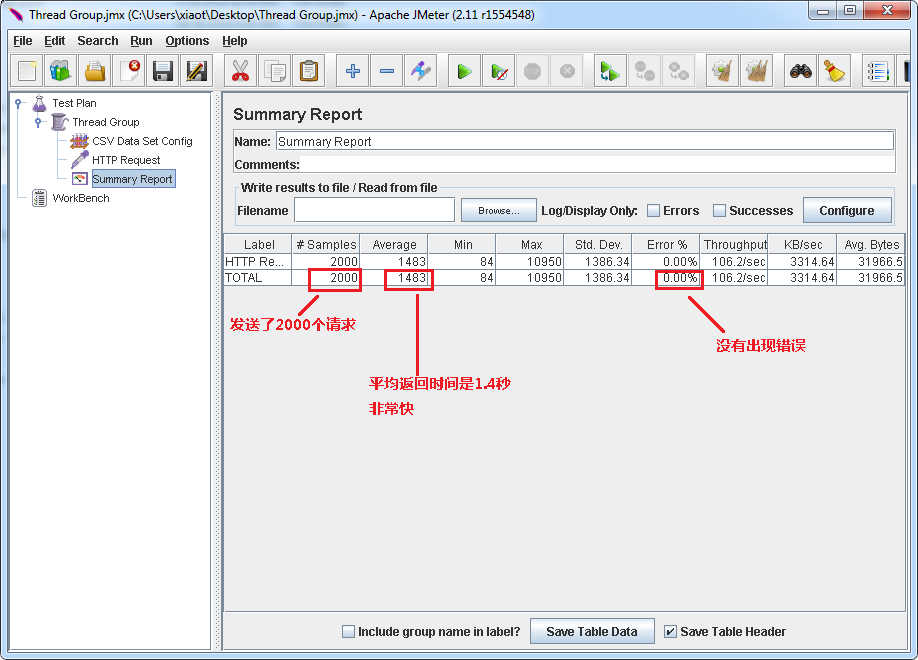 Thread Group.jmx (C:\Users\xiaot\Desktop\Thread Group.jmx) - Apache JMeter (2.11 r1554548)
File Edit Search Run Options Help
Test Plan
Thread Group
CSV Data Set Config
HTTP Request
Summary Report
WorkBench
Summary Report
Name: Summary Report
Comments:
Write results to file / Read from file
Filename Browse... Log/Display Only: Errors Successes Configure
Label # Samples Average Min Max Std. Dev. Error % Throughput KB/sec Avg. Bytes
HTTP Re... 2000 1483 84 10950 1386.34 0.00% 106.2/sec 3314.64 31966.5
TOTAL 2000 1483 84 10950 1386.34 0.00% 106.2/sec 3314.64 31966.5
发送了2000个请求
没有出现错误
平均返回时间是1.4秒
非常快
Include group name in label? Save Table Data Save Table Header